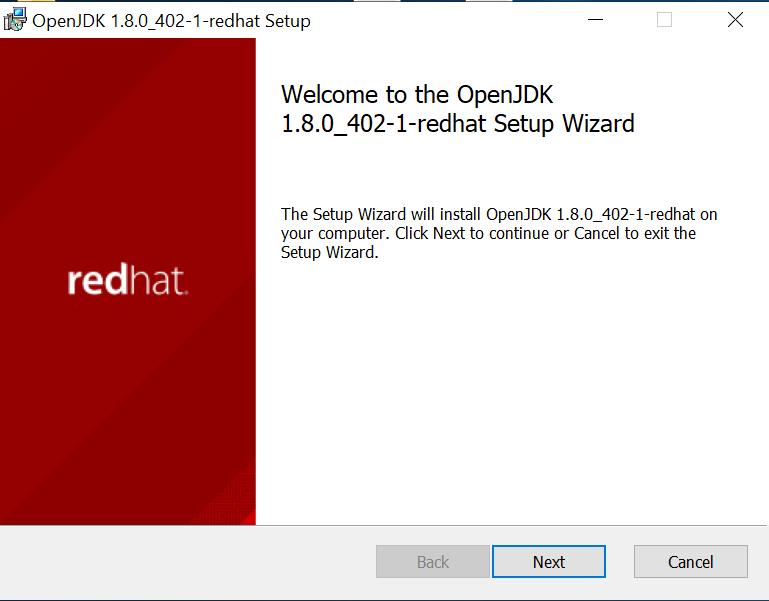 OpenJDK 1.8.0_402-1-redhat Setup
Welcome to the OpenJDK
1.8.0_402-1-redhat Setup Wizard
The Setup Wizard will install OpenJDK 1.8.0_402-1-redhat on
your computer. Click Next to continue or Cancel to exit the
Setup Wizard.
redhat.
Back
Next
Cancel